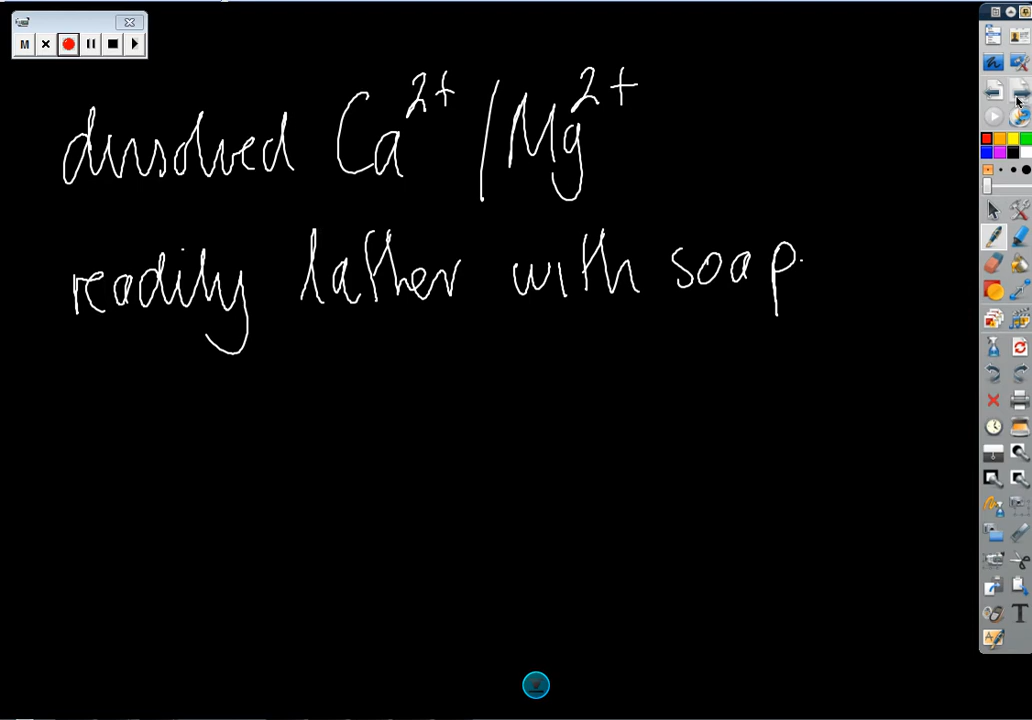 dissolved Ca²⁺/Mg²⁺
readily lather with soap.
M
T